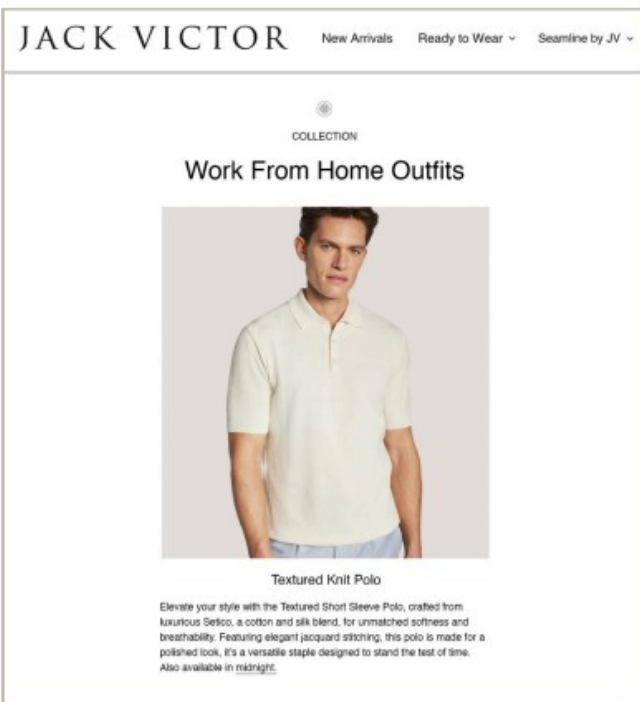 JACK VICTOR
New Arrivals
Ready to Wear
Seamline by JV
COLLECTION
Work From Home Outfits
Textured Knit Polo
Elevate your style with the Textured Short Sleeve Polo, crafted from
luxurious Setico, a cotton and silk blend, for unmatched softness and
breathability. Featuring elegant jacquard stitching, this polo is made for a
polished look, it's a versatile staple designed to stand the test of time.
Also available in midnight.